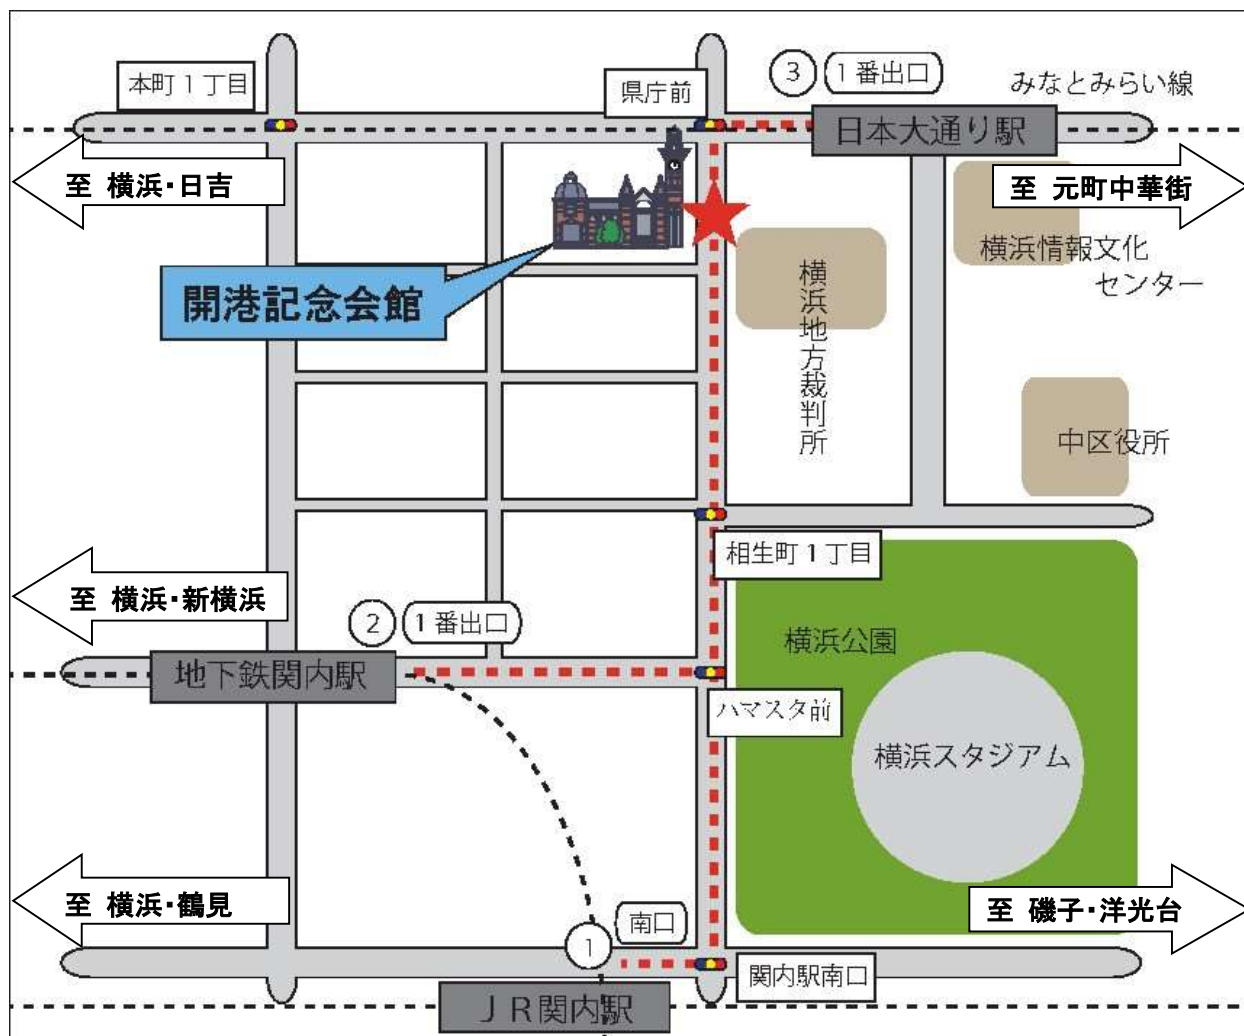 本町１丁目
県庁前
3
１番出口
みなとみらい線
日本大通り駅
至 横浜・日吉
至 元町中華街
横浜情報文化
センター
開港記念会館
横浜地方裁判所
中区役所
相生町１丁目
至 横浜・新横浜
2
１番出口
横浜公園
地下鉄関内駅
ハマスタ前
横浜スタジアム
至 横浜・鶴見
至 磯子・洋光台
南口
1
関内駅南口
ＪＲ関内駅